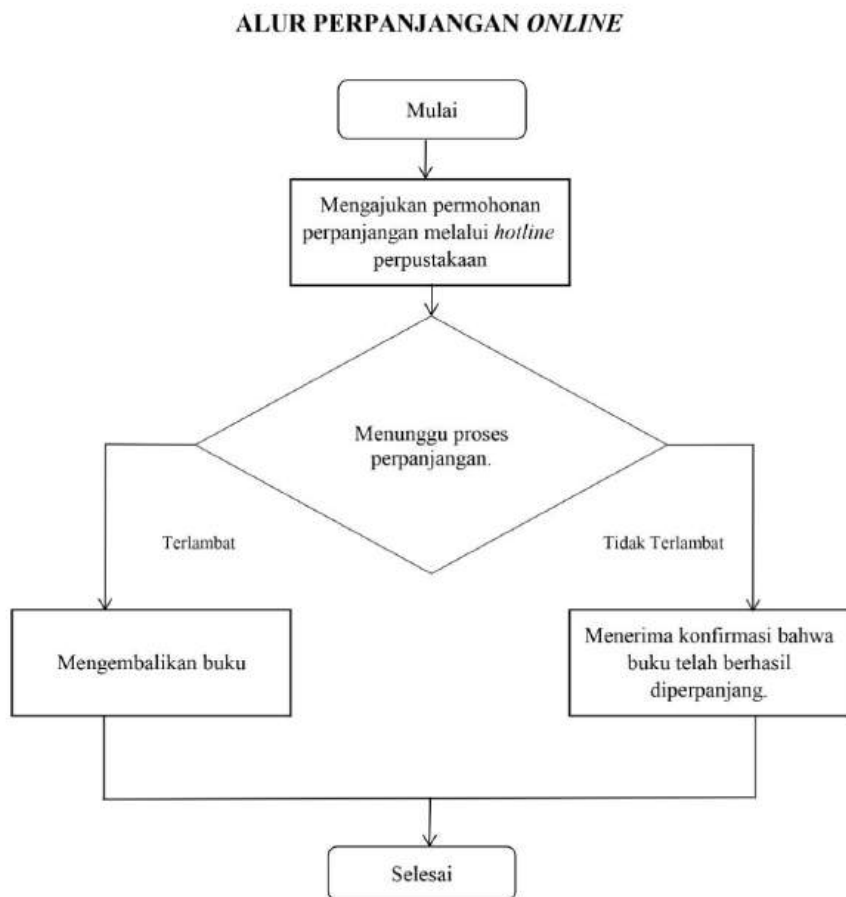 ALUR PERPANJANGAN ONLINE
Mulai
Mengajukan permohonan
perpanjangan melalui hotline
perpustakaan
Menunggu proses
perpanjangan.
Terlambat
Tidak Terlambat
Mengembalikan buku
Menerima konfirmasi bahwa
buku telah berhasil
diperpanjang.
Selesai